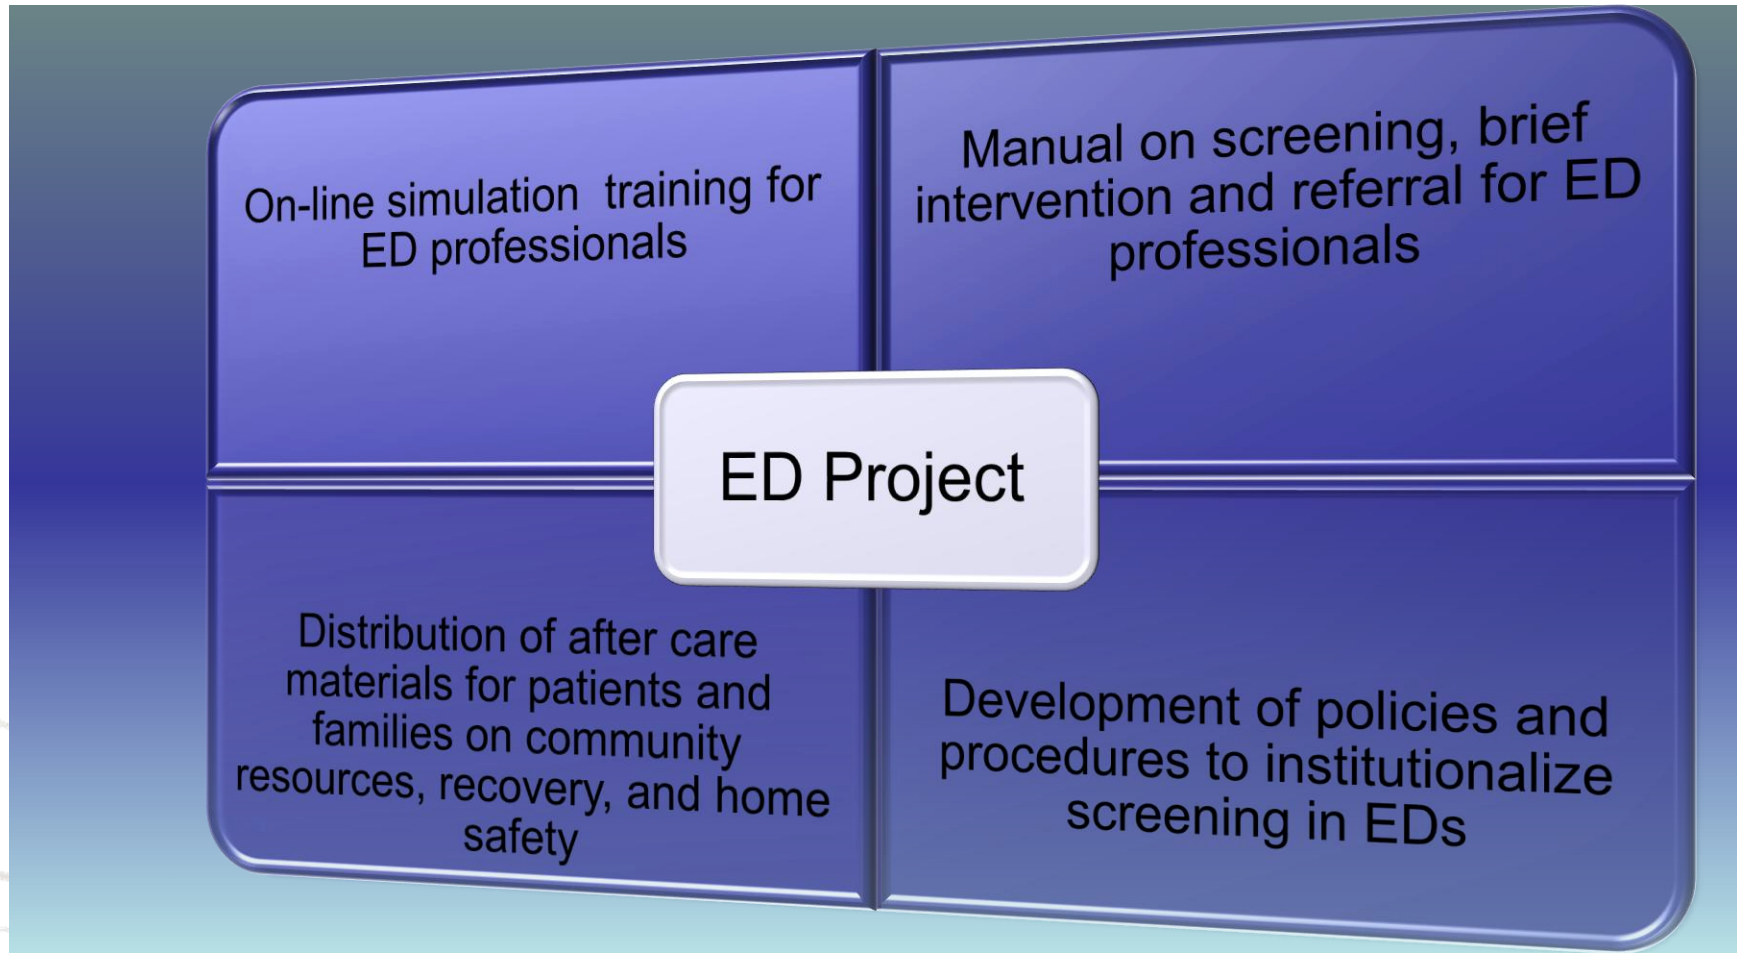 On-line simulation  training for
ED professionals
Manual on screening, brief
intervention and referral for ED
professionals
ED Project
Distribution of after care
materials for patients and
families on community
resources, recovery, and home
safety
Development of policies and
procedures to institutionalize
screening in EDs